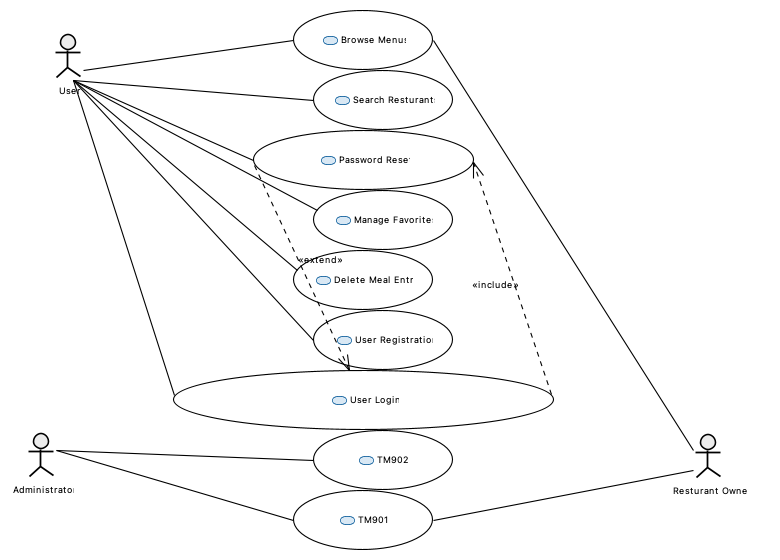 Browse Menus
User
Search Resturants
Password Reset
Manage Favorites
«extend»
Delete Meal Entr
«include»
User Registration
User Login
TM902
Administrator
Resturant Owne
TM901